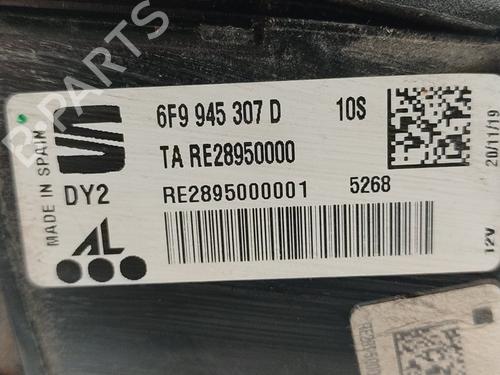 B-PARTS
6F9 945 307 D 10S
TA RE28950000
DY2 RE2895000001 5268
MADE IN SPAIN
AL
20/11/19
12V